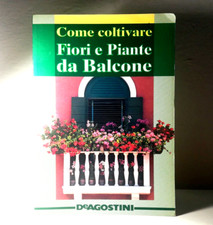 Come coltivare
Fiori e Piante
da Balcone
DeAGOSTINI